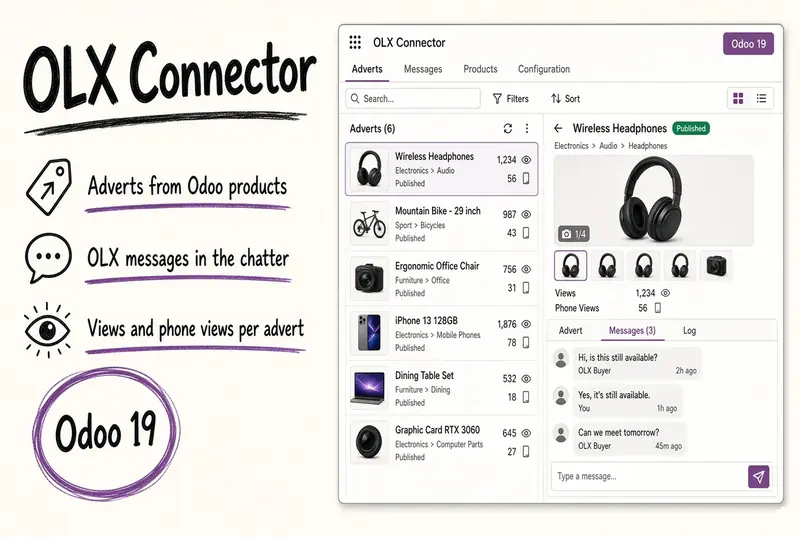 OLX Connector
Adverts from Odoo products
OLX messages in the chatter
Views and phone views per advert
Odoo 19
OLX Connector
Odoo 19
Adverts Messages Products Configuration
Search... Filters Sort
Adverts (6)
Wireless Headphones 1,234
Electronics > Audio
Published 56
Mountain Bike - 29 inch 987
Sport > Bicycles
Published 43
Ergonomic Office Chair 756
Furniture > Office
Published 31
iPhone 13 128GB 1,876
Electronics > Mobile Phones
Published 78
Dining Table Set 532
Furniture > Dining
Published 18
Graphic Card RTX 3060 645
Electronics > Computer Parts
Published 27
Wireless Headphones Published
Electronics > Audio > Headphones
1/4
Views 1,234
Phone Views 56
Advert Messages (3) Log
Hi, is this still available?
OLX Buyer 2h ago
Yes, it's still available.
You 1h ago
Can we meet tomorrow?
OLX Buyer 45m ago
Type a message...